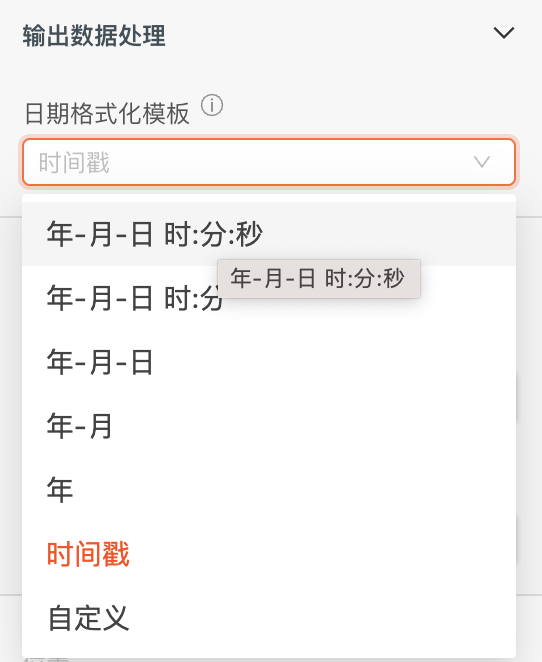 输出数据处理
日期格式化模板
时间戳
年-月-日 时:分:秒
年-月-日 时:分:秒
年-月-日 时:分
年-月-日
年-月
年
时间戳
自定义